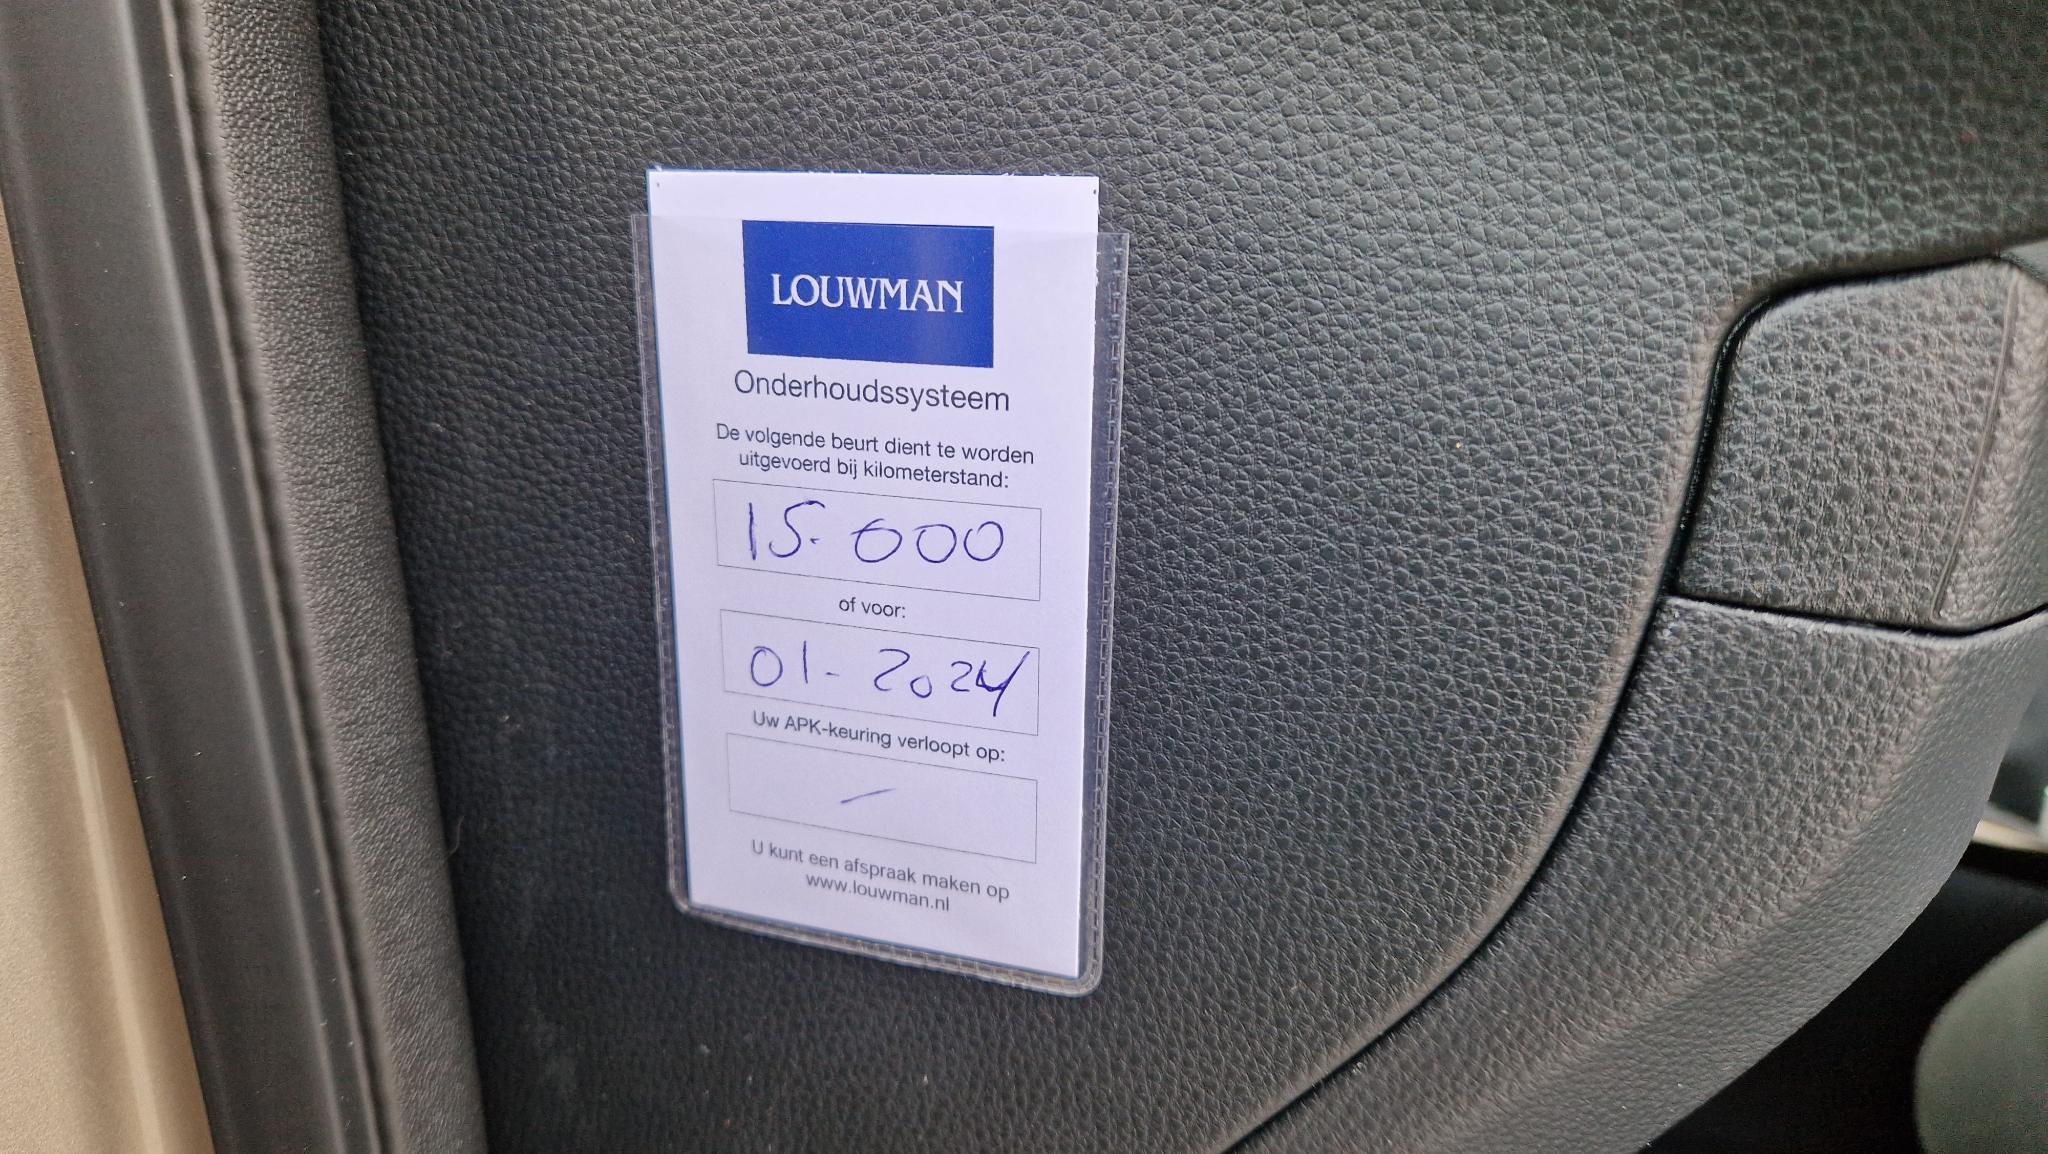 LOUWMAN
Onderhoudssysteem
De volgende beurt dient te worden
uitgevoerd bij kilometerstand:
15.000
of voor:
01-2024
Uw APK-keuring verloopt op:
-
U kunt een afspraak maken op
www.louwman.nl